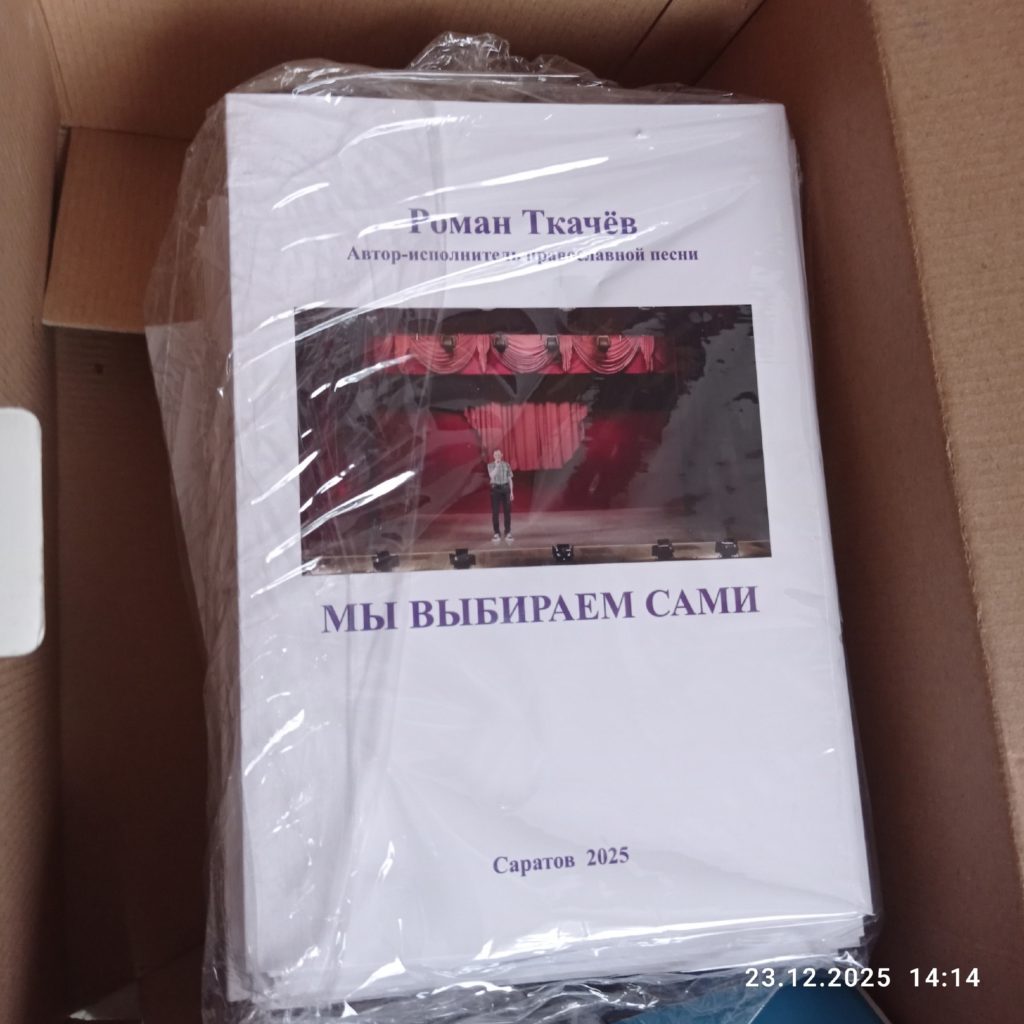 Роман Ткачёв
Автор-исполнитель православной песни
МЫ ВЫБИРАЕМ САМИ
Саратов 2025
23.12.2025 14:14